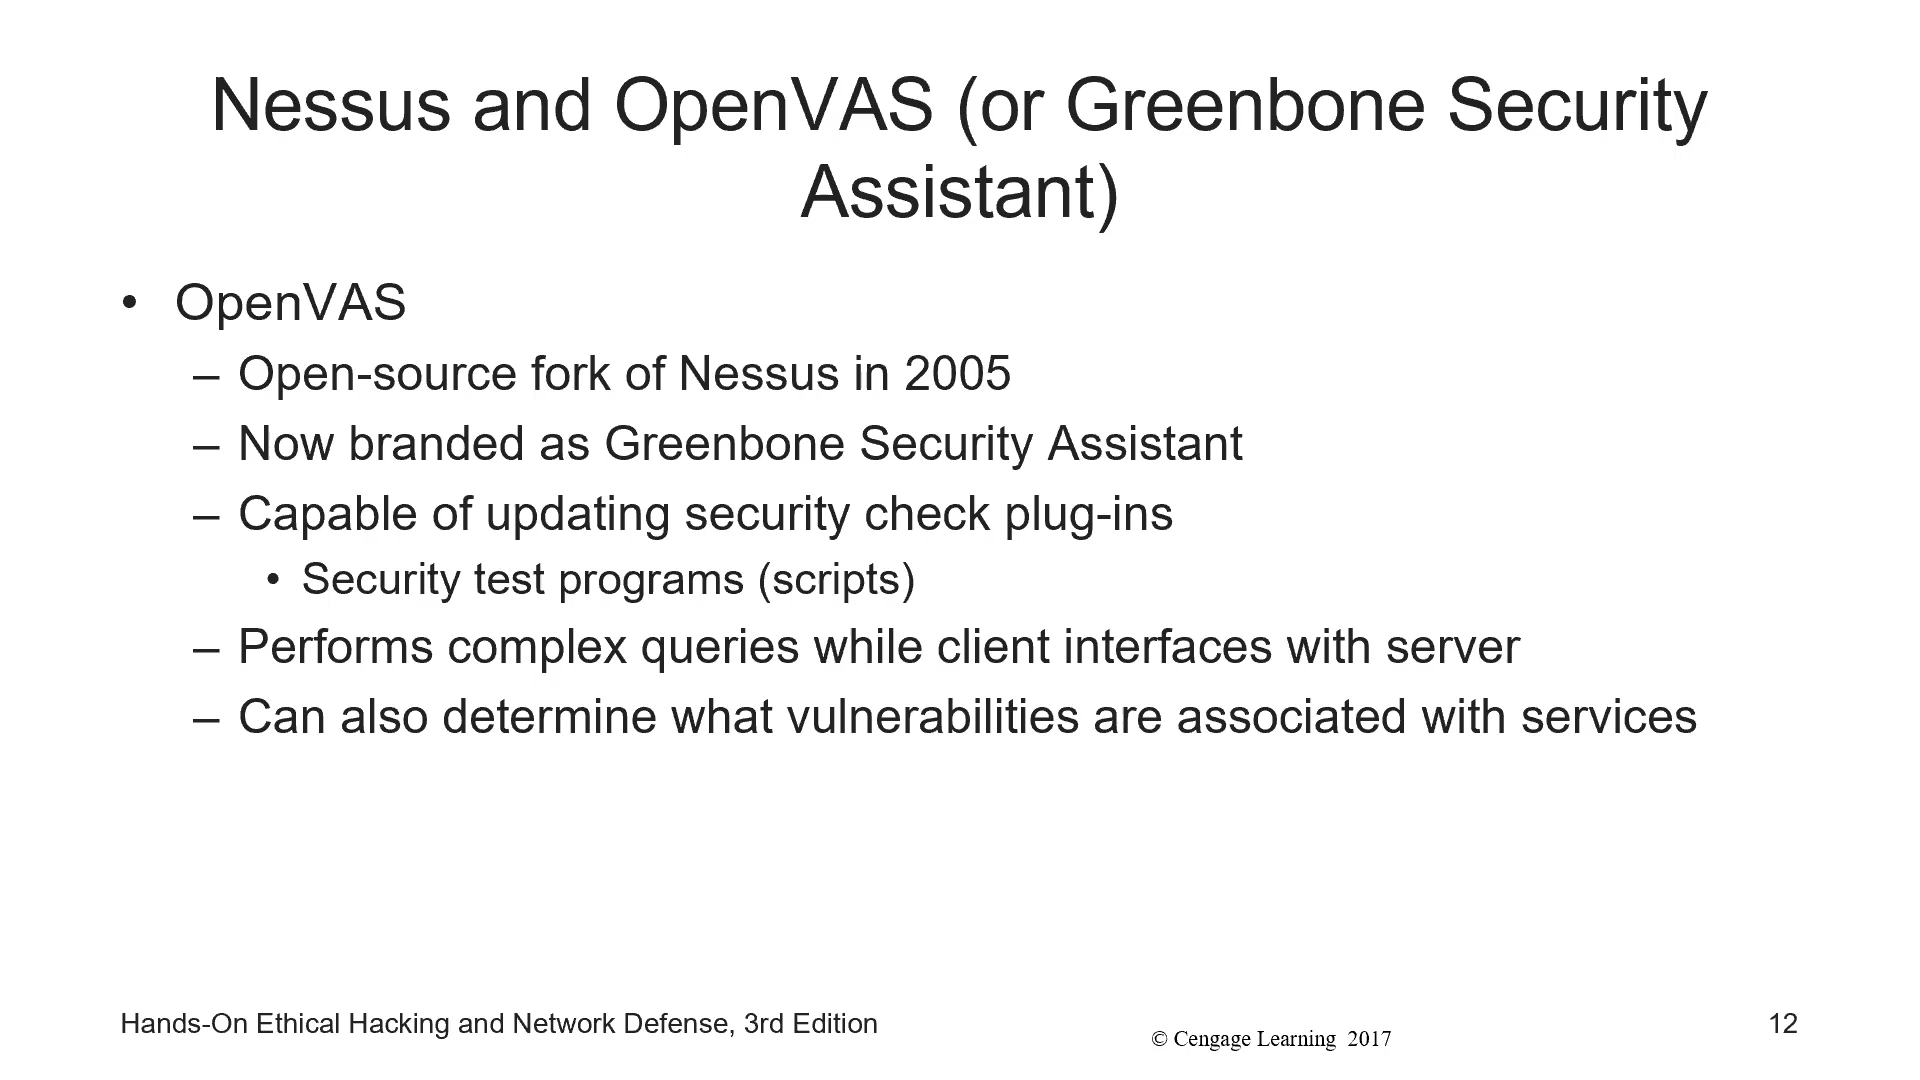 Nessus and OpenVAS (or Greenbone Security
Assistant)
• OpenVAS
– Open-source fork of Nessus in 2005
– Now branded as Greenbone Security Assistant
– Capable of updating security check plug-ins
• Security test programs (scripts)
– Performs complex queries while client interfaces with server
– Can also determine what vulnerabilities are associated with services
Hands-On Ethical Hacking and Network Defense, 3rd Edition
© Cengage Learning 2017
12